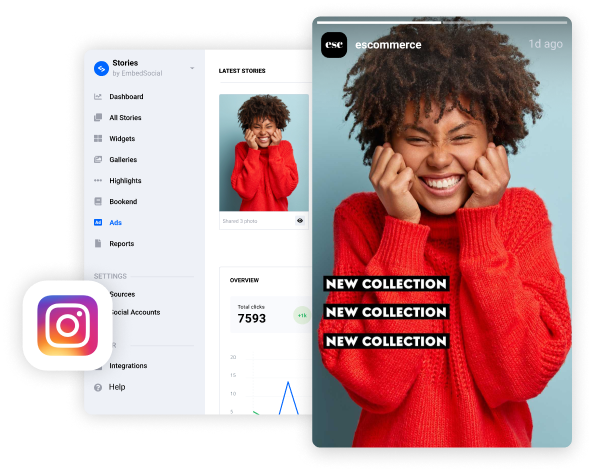 Stories
by EmbedSocial
Dashboard
All Stories
Widgets
Galleries
Highlights
Bookend
Ad
Ads
Reports
SETTINGS
Sources
Social Accounts
R
Integrations
Help
LATEST STORIES
Shared 3 photo
OVERVIEW
Total clicks
7593
20
15
10
5
esc
escommerce
1d ago
NEW COLLECTION
NEW COLLECTION
NEW COLLECTION